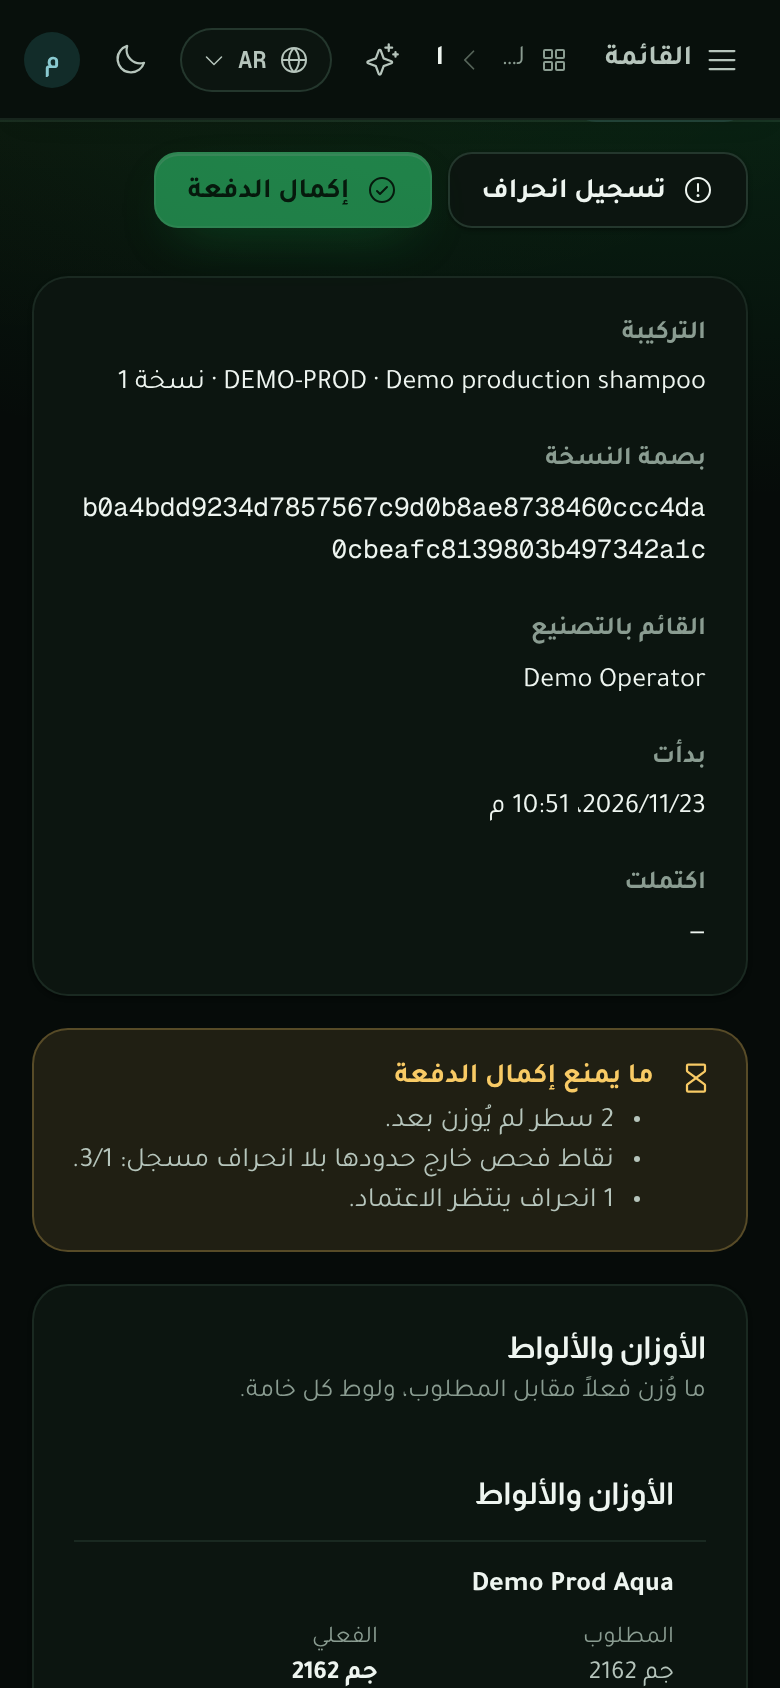 القائمة
لـ...
ا
AR
م
تسجيل انحراف
إكمال الدفعة
التركيبة
DEMO-PROD · Demo production shampoo · نسخة 1
بصمة النسخة
b0a4bdd9234d7857567c9d0b8ae8738460ccc4da
0cbeafc8139803b497342a1c
القائم بالتصنيع
Demo Operator
بدأت
2026/11/23، 10:51 م
اكتملت
—
ما يمنع إكمال الدفعة
• 2 سطر لم يُوزن بعد.
• نقاط فحص خارج حدودها بلا انحراف مسجل: 3/1.
• 1 انحراف ينتظر الاعتماد.
الأوزان والألواط
ما وُزن فعلاً مقابل المطلوب، ولوط كل خامة.
الأوزان والألواط
Demo Prod Aqua
المطلوب
الفعلي
2162 جم
2162 جم